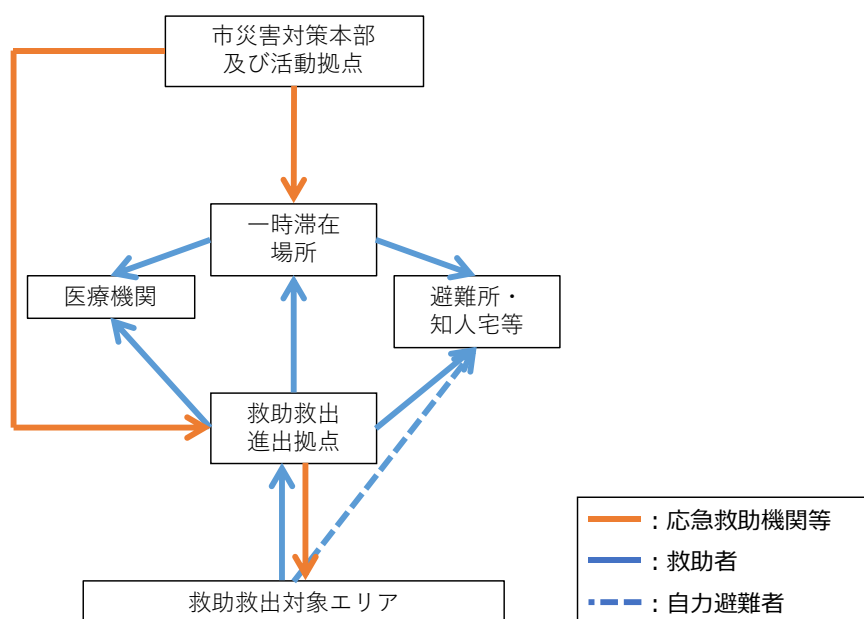 市災害対策本部
及び活動拠点
一時滞在
場所
医療機関
避難所・
知人宅等
救助救出
進出拠点
救助救出対象エリア
：応急救助機関等
：救助者
：自力避難者